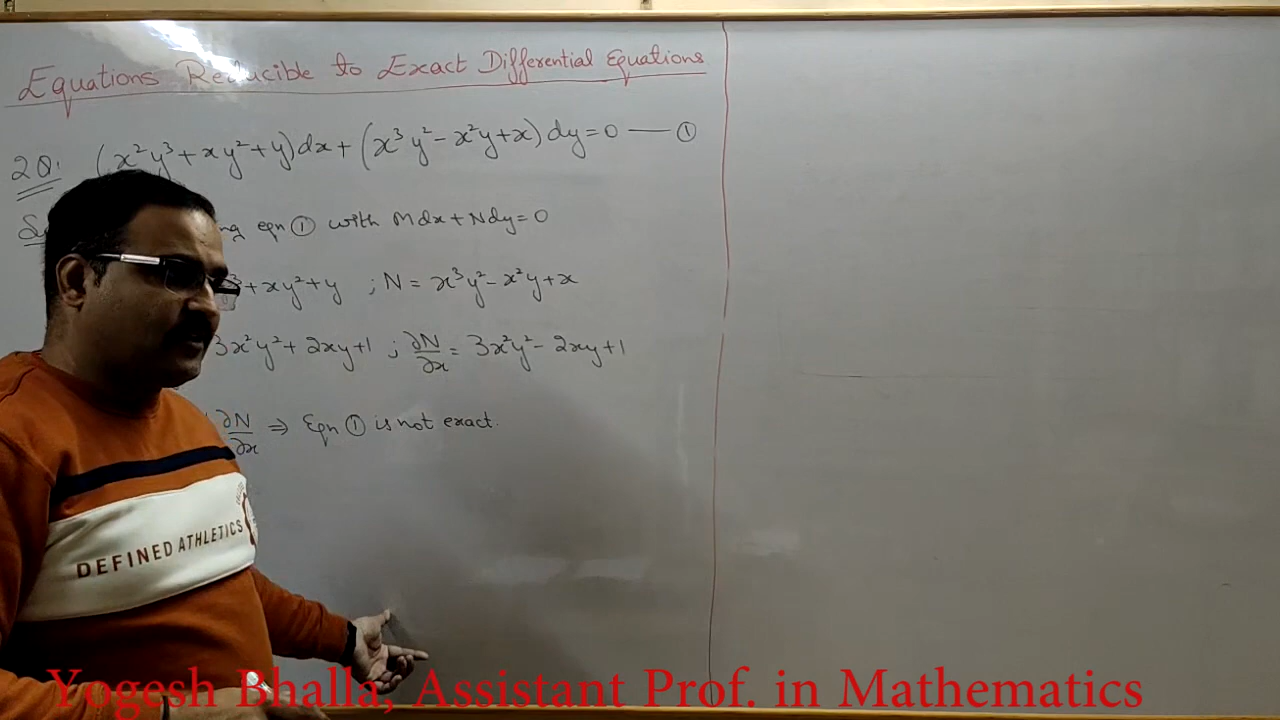 Equations Reducible to Exact Differential Equations
2Q: (x²y³+xy²+y)dx+(x³y²-x²y+x)dy=0 — ①
eqn ① with Mdx+Ndy=0
+xy²+y ; N = x³y²-x²y+x
3x²y²+2xy+1 ; ∂N/∂x = 3x²y²-2xy+1
∂N/∂x ⇒ Eqn ① is not exact.
DEFINED ATHLETICS
Yogesh Bhalla, Assistant Prof. in Mathematics